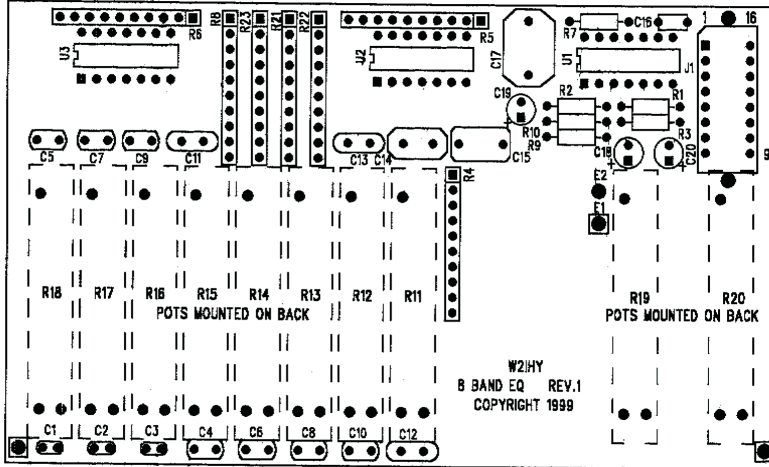 R6
R8
R23
R21
R22
R5
R7
C16
1
16
U3
U2
C17
U1
J1
C19
R2
R1
R10
R9
R3
C5
C7
C9
C11
C13
C14
C15
C18
C20
9
R4
E2
E1
R18
R17
R16
R15
R14
R13
R12
R11
R19
R20
POTS MOUNTED ON BACK
POTS MOUNTED ON BACK
W2IHY
8 BAND EQ REV.1
COPYRIGHT 1999
C1
C2
C3
C4
C6
C8
C10
C12